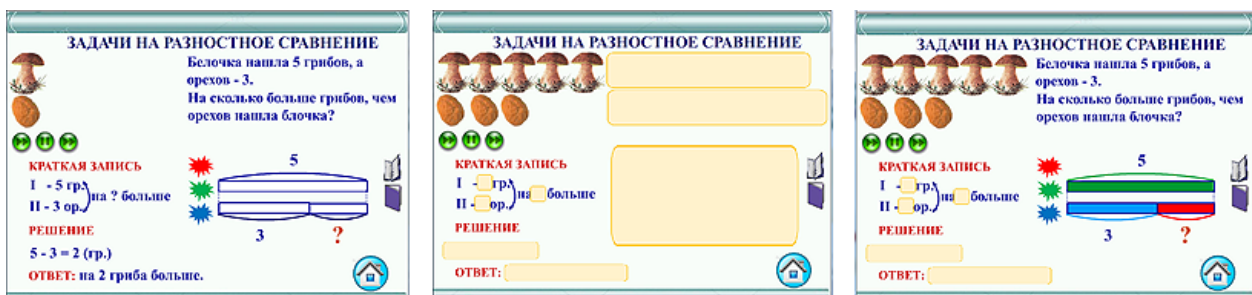 ЗАДАЧИ НА РАЗНОСТНОЕ СРАВНЕНИЕ
Белочка нашла 5 грибов, а
орехов - 3.
На сколько больше грибов, чем
орехов нашла блочка?
КРАТКАЯ ЗАПИСЬ
I - 5 гр.
на ? больше
II - 3 ор.
5
3
?
РЕШЕНИЕ
5 - 3 = 2 (гр.)
ОТВЕТ: на 2 гриба больше.
ЗАДАЧИ НА РАЗНОСТНОЕ СРАВНЕНИЕ
КРАТКАЯ ЗАПИСЬ
I - гр.
на больше
II - ор.
РЕШЕНИЕ
ОТВЕТ:
ЗАДАЧИ НА РАЗНОСТНОЕ СРАВНЕНИЕ
Белочка нашла 5 грибов, а
орехов - 3.
На сколько больше грибов, чем
орехов нашла блочка?
КРАТКАЯ ЗАПИСЬ
I - гр.
на больше
II - ор.
5
3
?
РЕШЕНИЕ
ОТВЕТ: